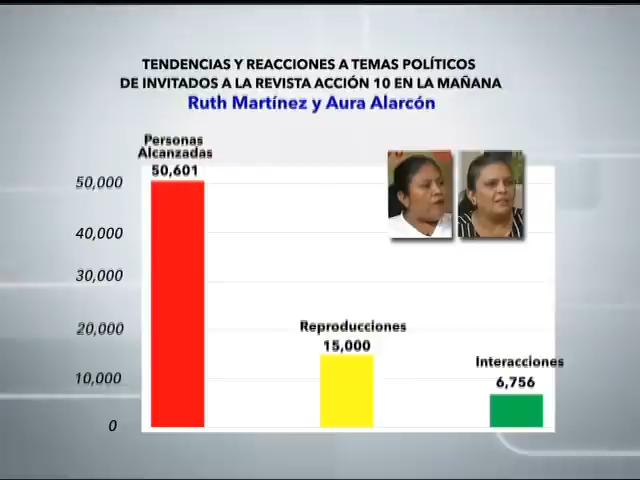 TENDENCIAS Y REACCIONES A TEMAS POLÍTICOS
DE INVITADOS A LA REVISTA ACCIÓN 10 EN LA MAÑANA
Ruth Martínez y Aura Alarcón
Personas
Alcanzadas
50,601
50,000
40,000
30,000
20,000
10,000
0
Reproducciones
15,000
Interacciones
6,756